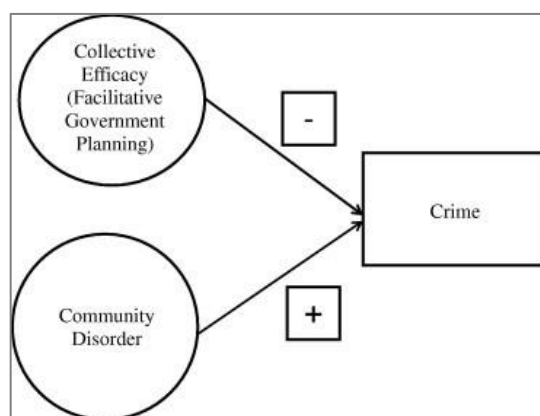 Collective
Efficacy
(Facilitative
Government
Planning)
-
Crime
+
Community
Disorder